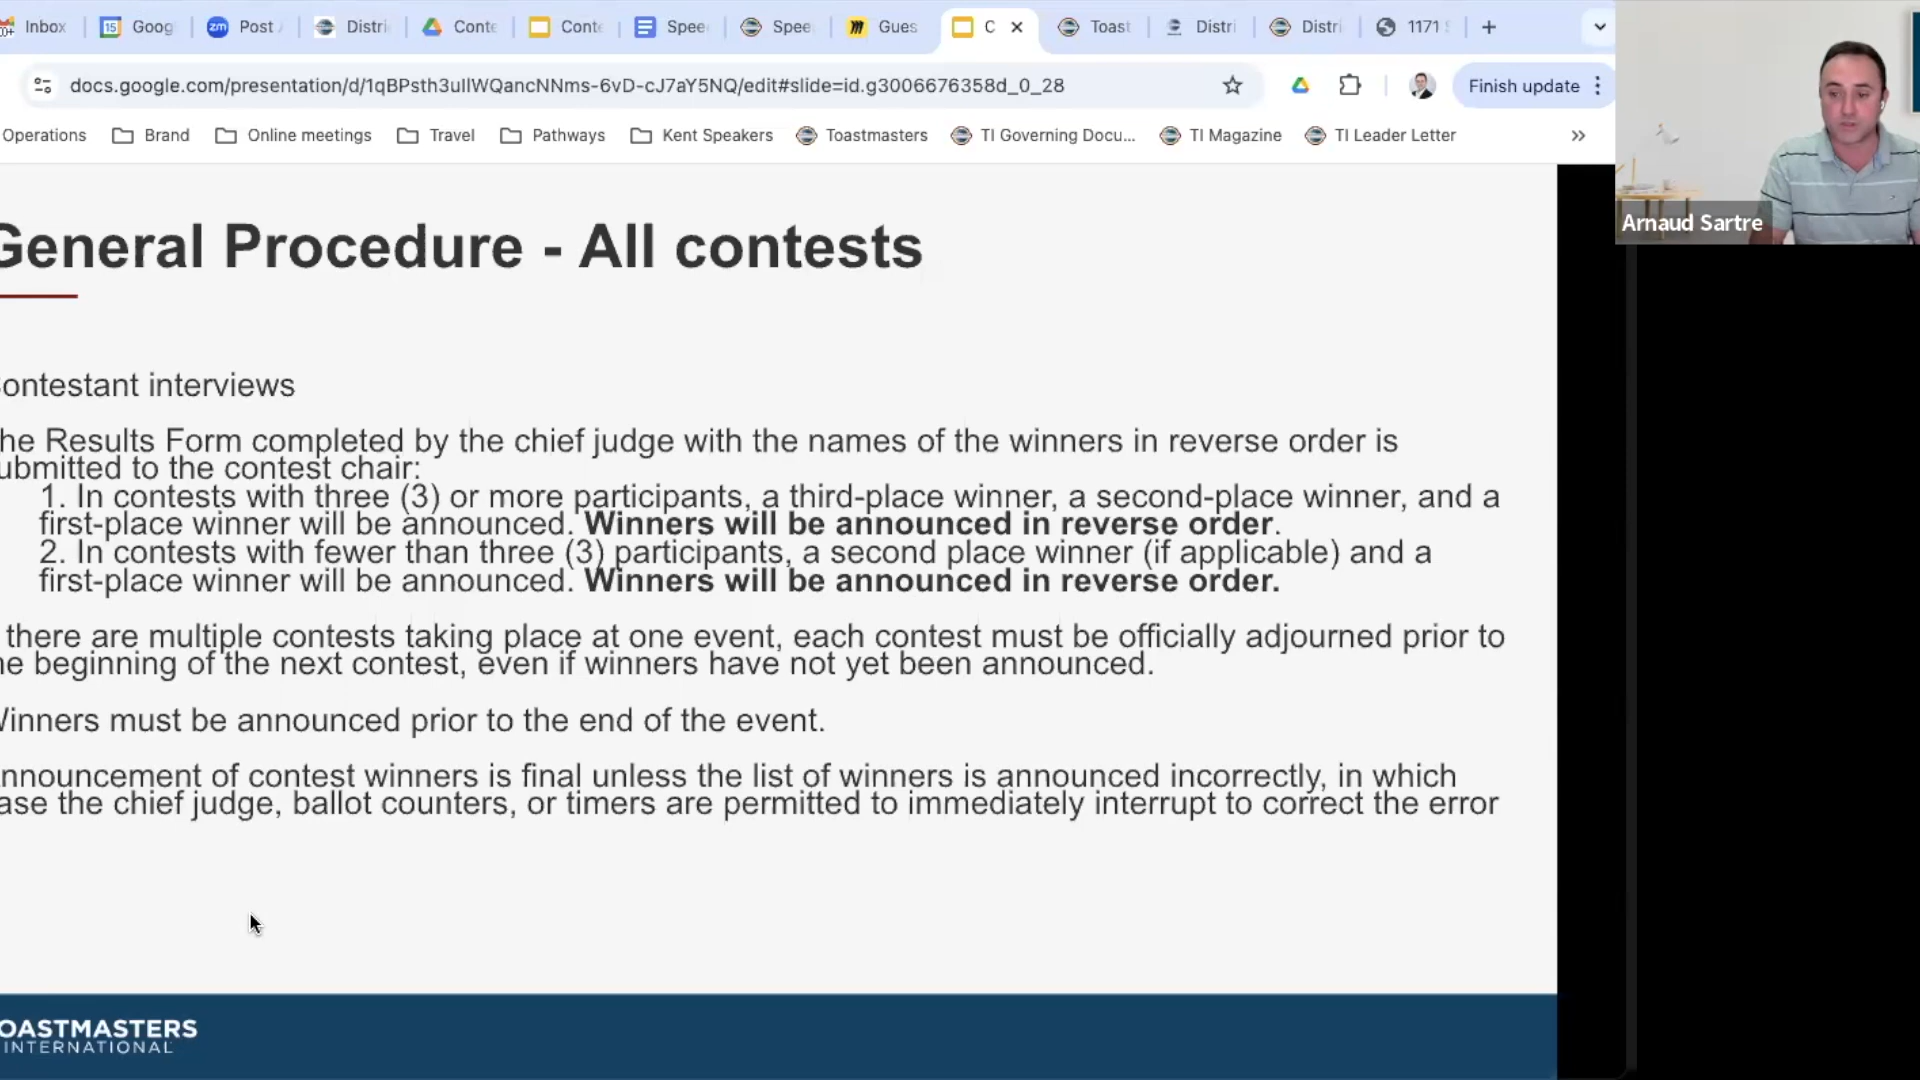 Inbox
15 Goog
zm Post
Distri
Conte
Conte
Spee
Spee
Gues
C
Toast
Distri
Distri
1171
docs.google.com/presentation/d/1qBPsth3uIlWQancNNms-6vD-cJ7aY5NQ/edit#slide=id.g3006676358d_0_28
Finish update
Operations Brand Online meetings Travel Pathways Kent Speakers Toastmasters TI Governing Docu... TI Magazine TI Leader Letter »
Arnaud Sartre
General Procedure - All contests
ontestant interviews
he Results Form completed by the chief judge with the names of the winners in reverse order is
ubmitted to the contest chair:
1. In contests with three (3) or more participants, a third-place winner, a second-place winner, and a
first-place winner will be announced. Winners will be announced in reverse order.
2. In contests with fewer than three (3) participants, a second place winner (if applicable) and a
first-place winner will be announced. Winners will be announced in reverse order.
there are multiple contests taking place at one event, each contest must be officially adjourned prior to
he beginning of the next contest, even if winners have not yet been announced.
Winners must be announced prior to the end of the event.
nnouncement of contest winners is final unless the list of winners is announced incorrectly, in which
ase the chief judge, ballot counters, or timers are permitted to immediately interrupt to correct the error
OASTMASTERS
INTERNATIONAL